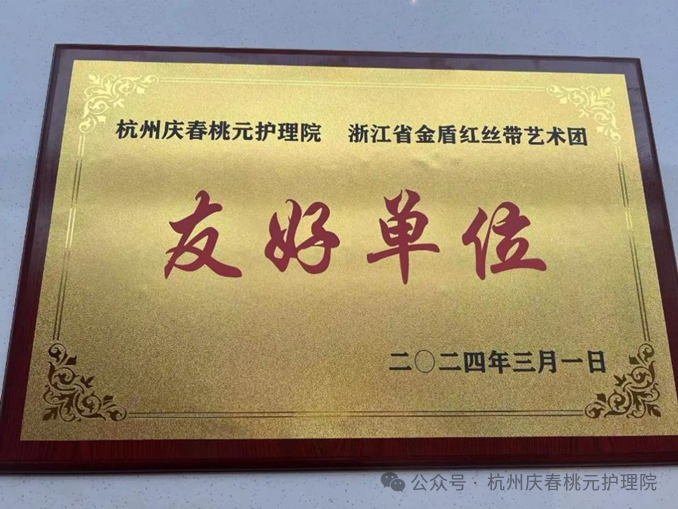 杭州庆春桃元护理院 浙江省金盾红丝带艺术团
友好单位
二〇二四年三月一日
公众号·杭州庆春桃元护理院